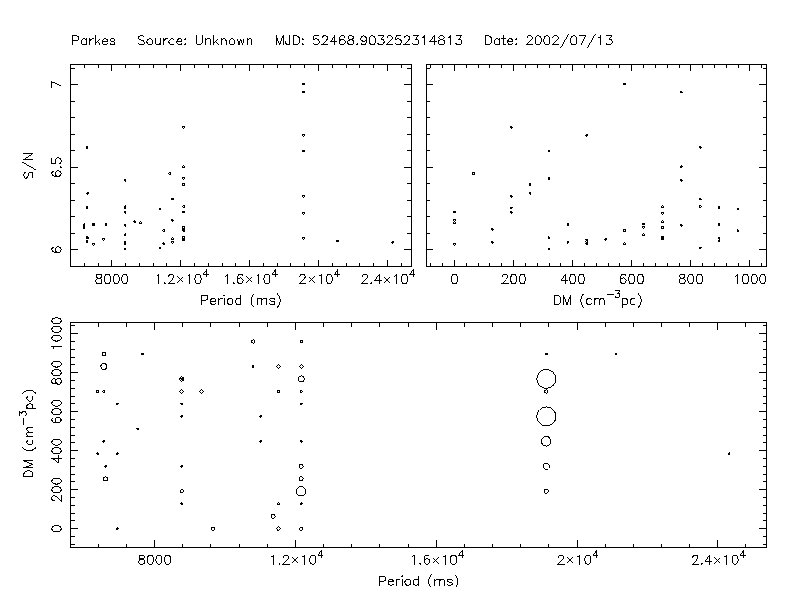 Parkes Source: Unknown MJD: 52468.903252314813 Date: 2002/07/13
7
6.5
6
S/N
8000 1.2×10⁴ 1.6×10⁴ 2×10⁴ 2.4×10⁴
Period (ms)
0 200 400 600 800 1000
DM (cm⁻³pc)
1000
800
600
400
200
0
DM (cm⁻³pc)
8000 1.2×10⁴ 1.6×10⁴ 2×10⁴ 2.4×10⁴
Period (ms)